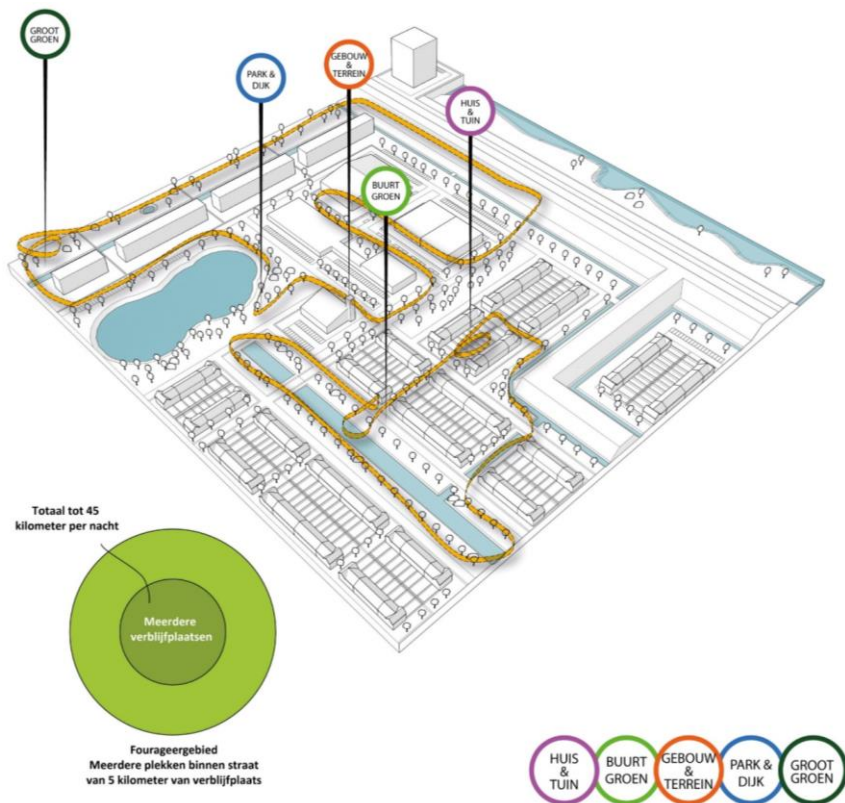 GROOT
GROEN
PARK &
DIJK
GEBOUW
&
TERREIN
HUIS
&
TUIN
BUURT
GROEN
Totaal tot 45
kilometer per nacht
Meerdere
verblijfplaatsen
Fourageergebied
Meerdere plekken binnen straat
van 5 kilometer van verblijfplaats
HUIS
&
TUIN
BUURT
GROEN
GEBOUW
&
TERREIN
PARK &
DIJK
GROOT
GROEN